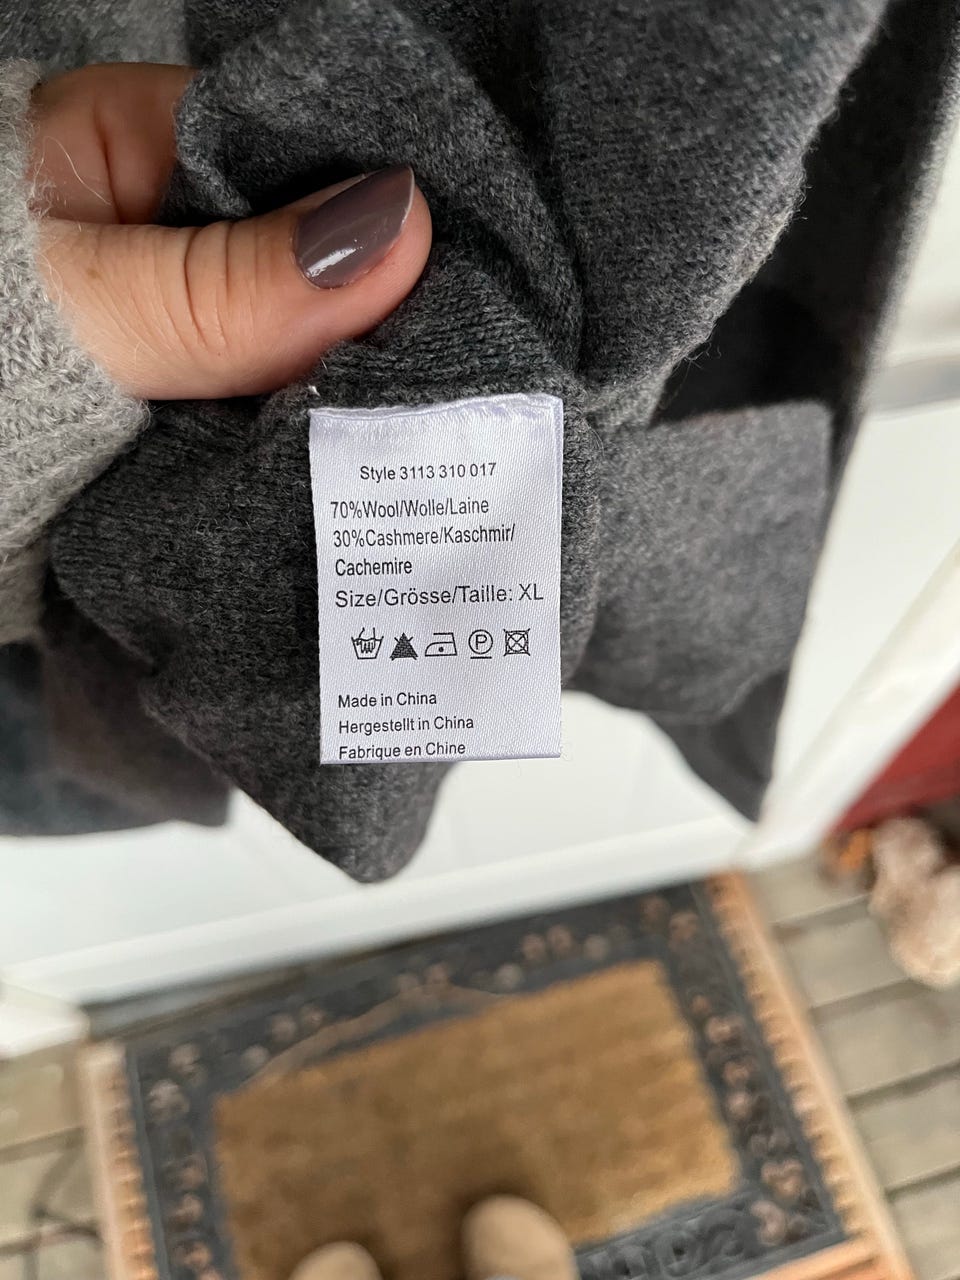 Style 3113 310 017
70%Wool/Wolle/Laine
30%Cashmere/Kaschmir/
Cachemire
Size/Grösse/Taille: XL
P
Made in China
Hergestellt in China
Fabrique en Chine